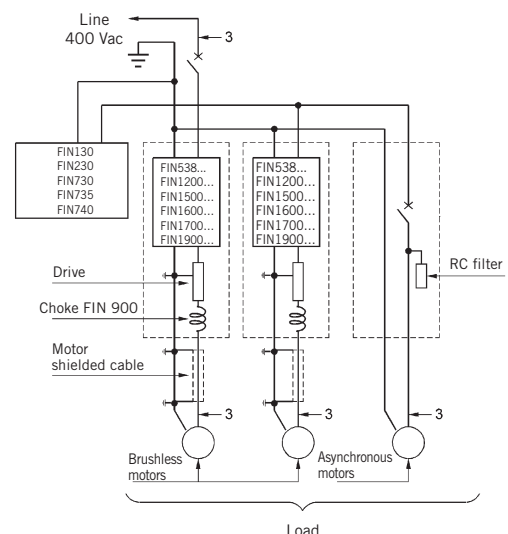 Line
400 Vac
3
FIN130
FIN230
FIN730
FIN735
FIN740
FIN538...
FIN1200...
FIN1500...
FIN1600...
FIN1700...
FIN1900...
FIN538...
FIN1200...
FIN1500...
FIN1600...
FIN1700...
FIN1900...
RC filter
Drive
Choke FIN 900
Motor
shielded cable
3
3
3
Brushless
motors
Asynchronous
motors
Load